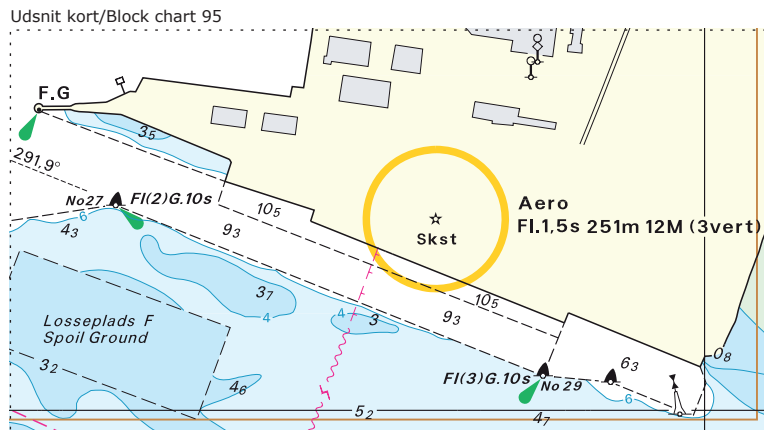 Udsnit kort/Block chart 95
F.G
3₅
291,9°
No27
Fl(2)G.10s
6
4₃
10₅
9₃
Aero
Fl.1,5s 251m 12M (3vert)
Skst
3₇
4
4
3
10₅
9₃
Losseplads F
Spoil Ground
3₂
4₆
5₂
Fl(3)G.10s
No 29
6₃
6
4₇
0₈